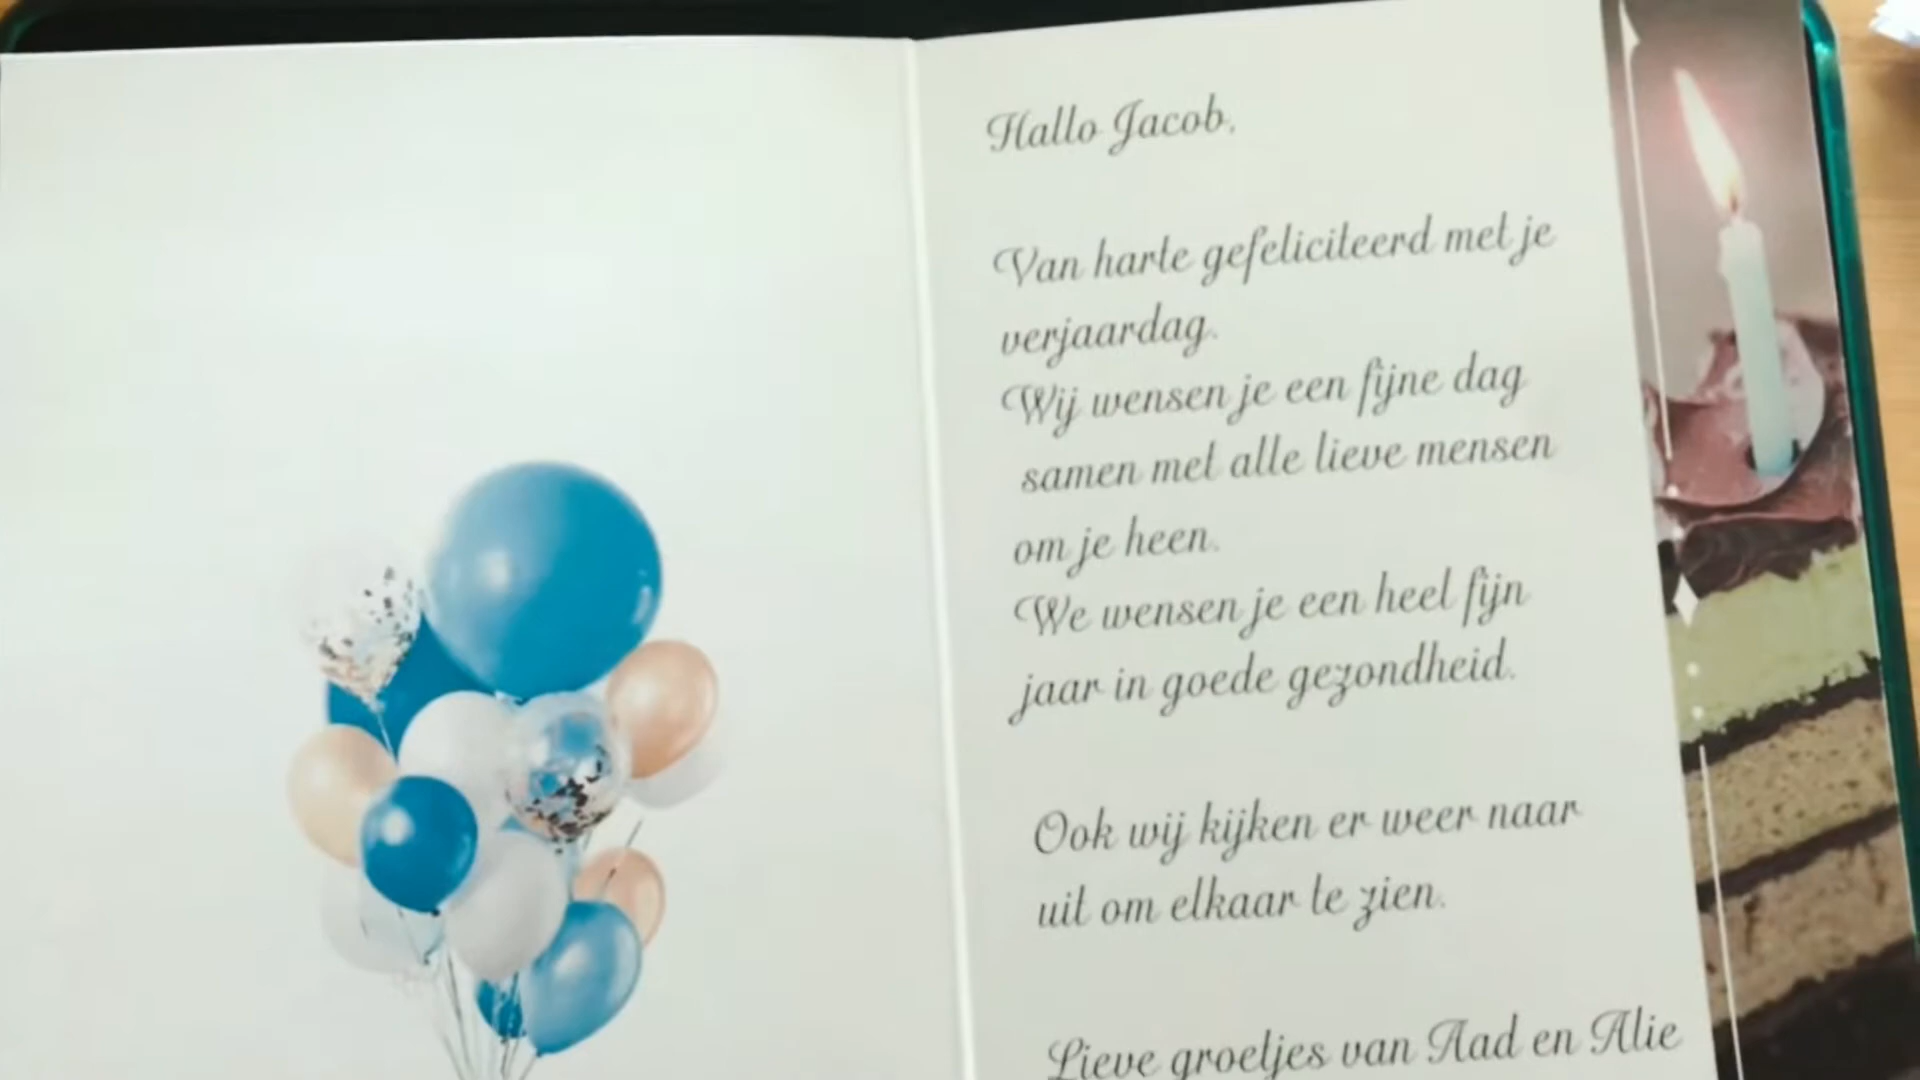 Hallo Jacob,
Van harte gefeliciteerd met je
verjaardag.
Wij wensen je een fijne dag
samen met alle lieve mensen
om je heen.
We wensen je een heel fijn
jaar in goede gezondheid.
Ook wij kijken er weer naar
uit om elkaar te zien.
Lieve groetjes van Aad en Alie